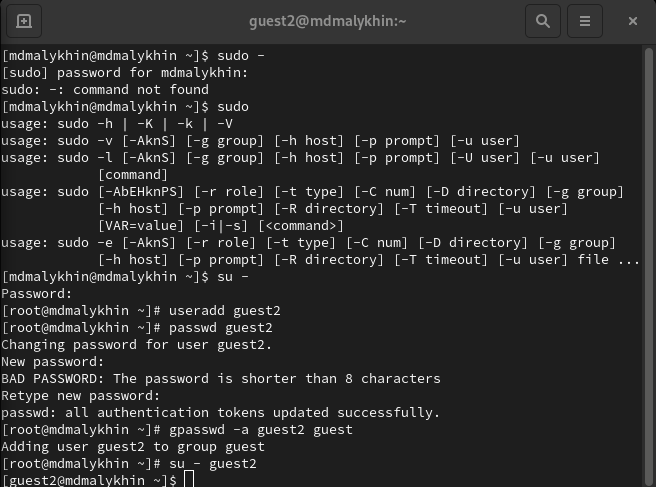 guest2@mdmalykhin:~
[mdmalykhin@mdmalykhin ~]$ sudo -
[sudo] password for mdmalykhin:
sudo: -: command not found
[mdmalykhin@mdmalykhin ~]$ sudo
usage: sudo -h | -K | -k | -V
usage: sudo -v [-AknS] [-g group] [-h host] [-p prompt] [-u user]
usage: sudo -l [-AknS] [-g group] [-h host] [-p prompt] [-U user] [-u user]
            [command]
usage: sudo [-AbEHknPS] [-r role] [-t type] [-C num] [-D directory] [-g group]
            [-h host] [-p prompt] [-R directory] [-T timeout] [-u user]
            [VAR=value] [-i|-s] [<command>]
usage: sudo -e [-AknS] [-r role] [-t type] [-C num] [-D directory] [-g group]
            [-h host] [-p prompt] [-R directory] [-T timeout] [-u user] file ...
[mdmalykhin@mdmalykhin ~]$ su -
Password:
[root@mdmalykhin ~]# useradd guest2
[root@mdmalykhin ~]# passwd guest2
Changing password for user guest2.
New password:
BAD PASSWORD: The password is shorter than 8 characters
Retype new password:
passwd: all authentication tokens updated successfully.
[root@mdmalykhin ~]# gpasswd -a guest2 guest
Adding user guest2 to group guest
[root@mdmalykhin ~]# su - guest2
[guest2@mdmalykhin ~]$